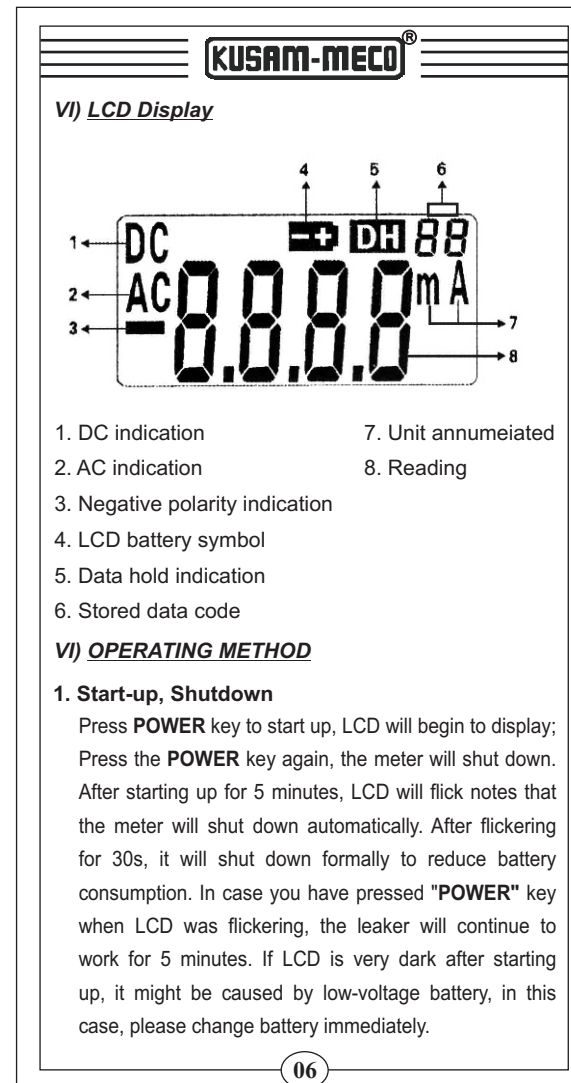 KUSAM-MECO®
VI) LCD Display
4 5 6
DC
AC
DH
88
8.8.8.8
m A
1
2
3
7
8
1. DC indication
2. AC indication
3. Negative polarity indication
4. LCD battery symbol
5. Data hold indication
6. Stored data code
7. Unit annumeiated
8. Reading
VI) OPERATING METHOD
1. Start-up, Shutdown
Press POWER key to start up, LCD will begin to display;
Press the POWER key again, the meter will shut down.
After starting up for 5 minutes, LCD will flick notes that
the meter will shut down automatically. After flickering
for 30s, it will shut down formally to reduce battery
consumption. In case you have pressed "POWER" key
when LCD was flickering, the leaker will continue to
work for 5 minutes. If LCD is very dark after starting
up, it might be caused by low-voltage battery, in this
case, please change battery immediately.
06